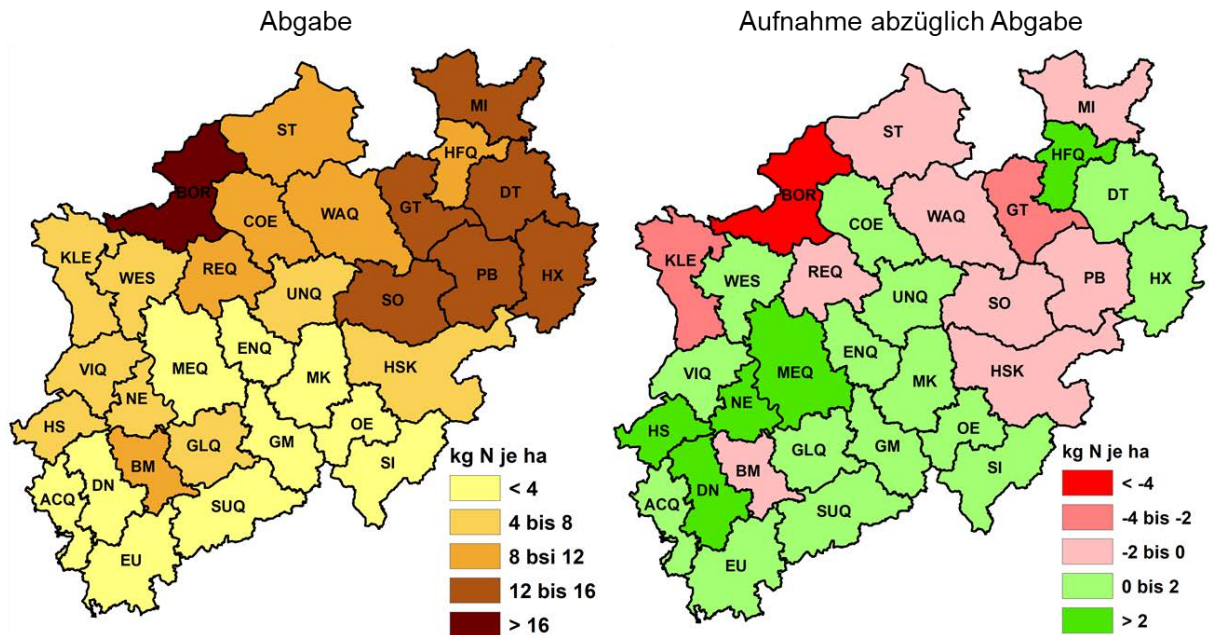 Abgabe
MI
ST
HFQ
BOR
DT
GT
COE
WAQ
KLE
WES
REQ
PB
HX
UNQ
SO
ENQ
MEQ
HSK
VIQ
MK
NE
OE
HS
GLQ
GM
BM
SI
DN
ACQ
SUQ
EU
kg N je ha
< 4
4 bis 8
8 bsi 12
12 bis 16
> 16
Aufnahme abzüglich Abgabe
MI
ST
HFQ
BOR
DT
GT
COE
WAQ
KLE
WES
REQ
PB
HX
UNQ
SO
ENQ
MEQ
HSK
VIQ
MK
NE
OE
HS
GLQ
GM
BM
SI
DN
ACQ
SUQ
EU
kg N je ha
< -4
-4 bis -2
-2 bis 0
0 bis 2
> 2